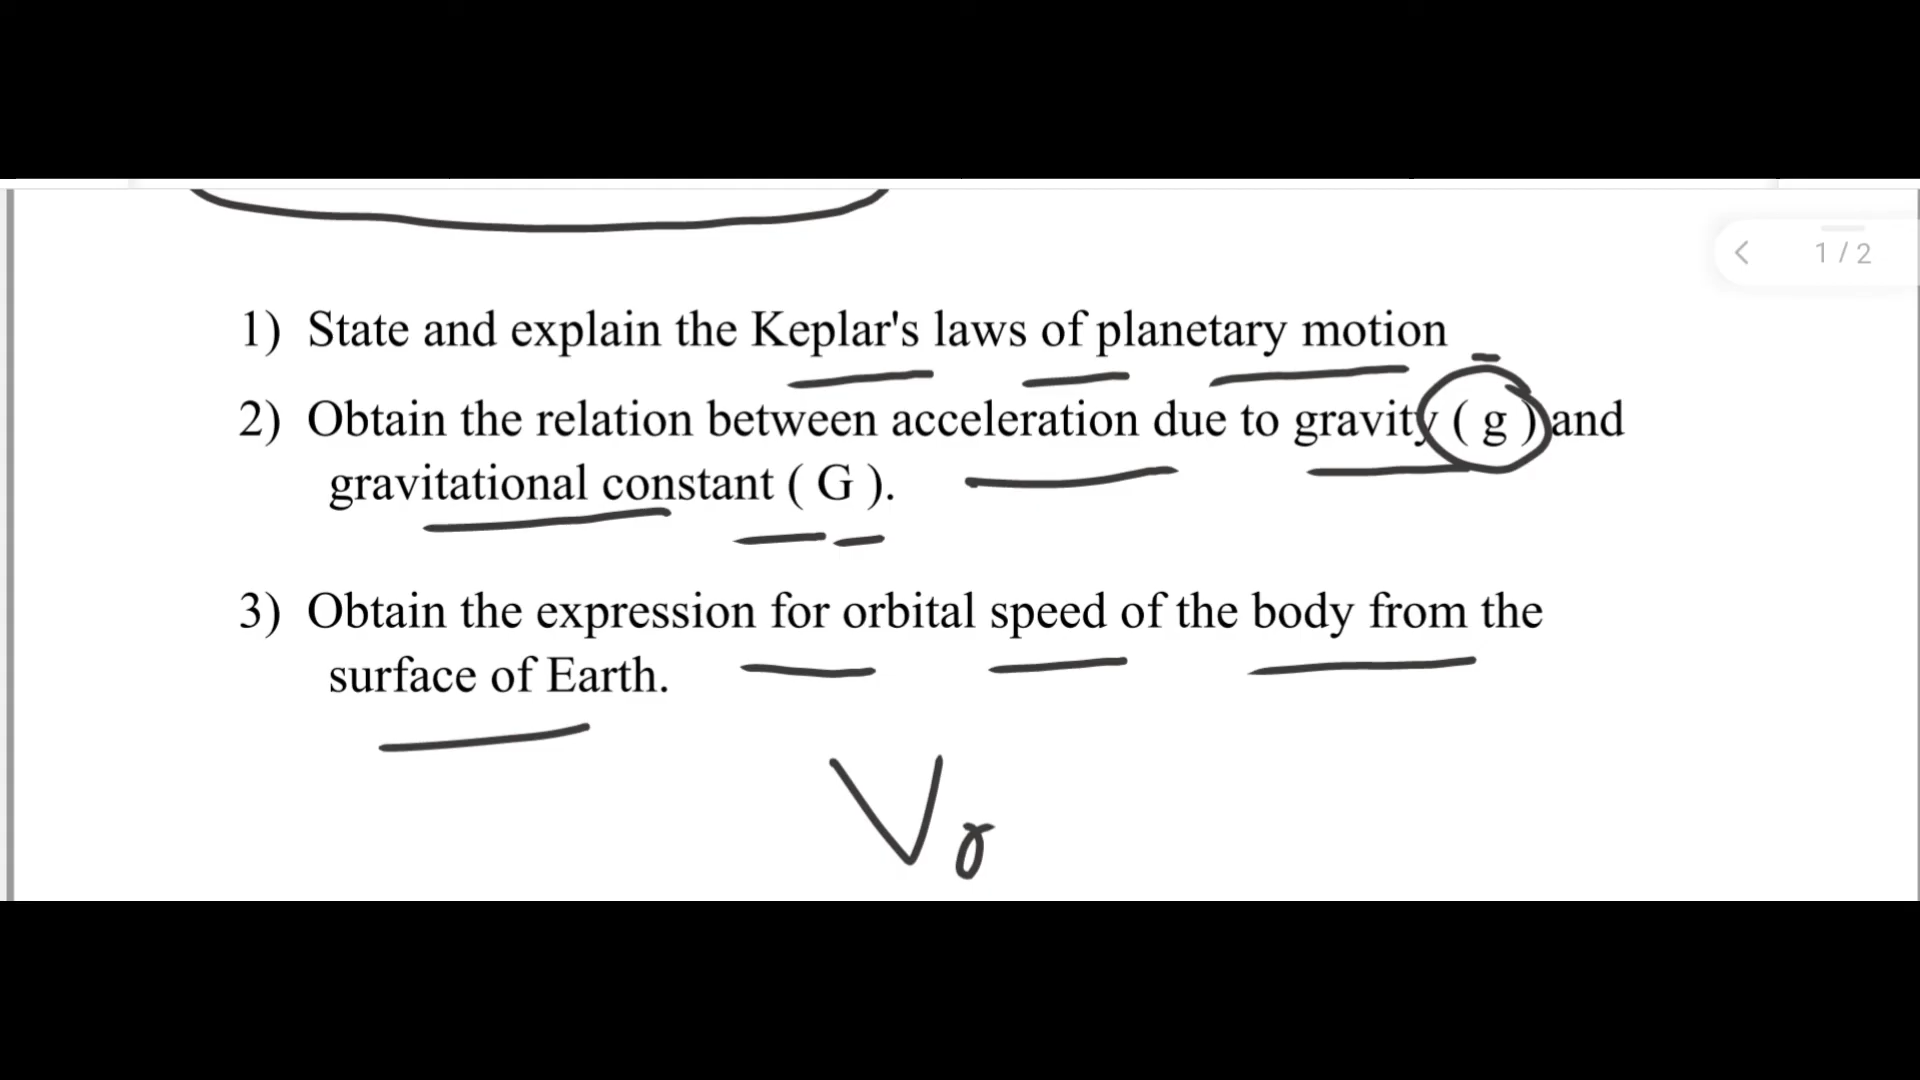 1 / 2
1) State and explain the Keplar's laws of planetary motion
2) Obtain the relation between acceleration due to gravity ( g ) and
gravitational constant ( G ).
3) Obtain the expression for orbital speed of the body from the
surface of Earth.
Vo